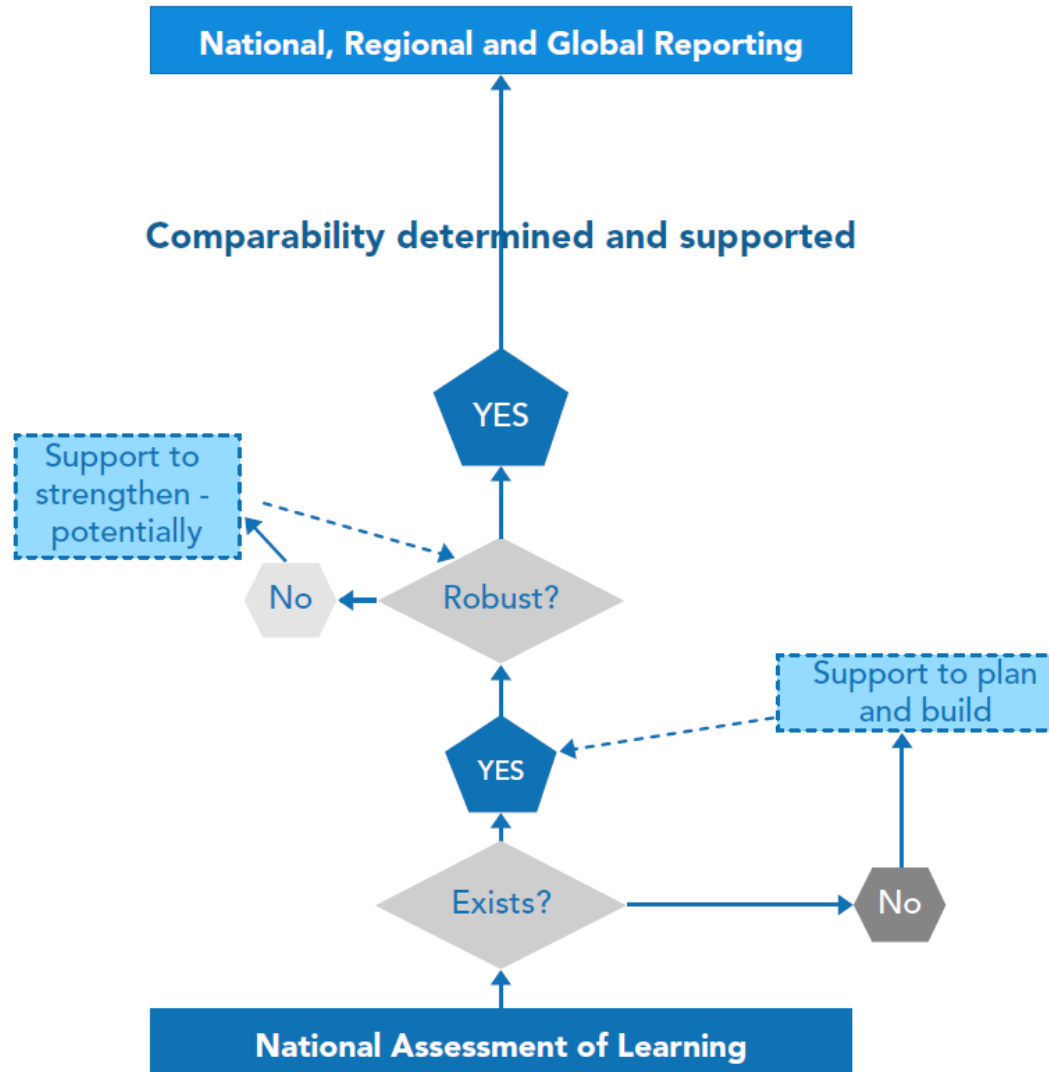 National, Regional and Global Reporting
Comparability determined and supported
YES
Support to
strengthen -
potentially
No
Robust?
Support to plan
and build
YES
Exists?
No
National Assessment of Learning